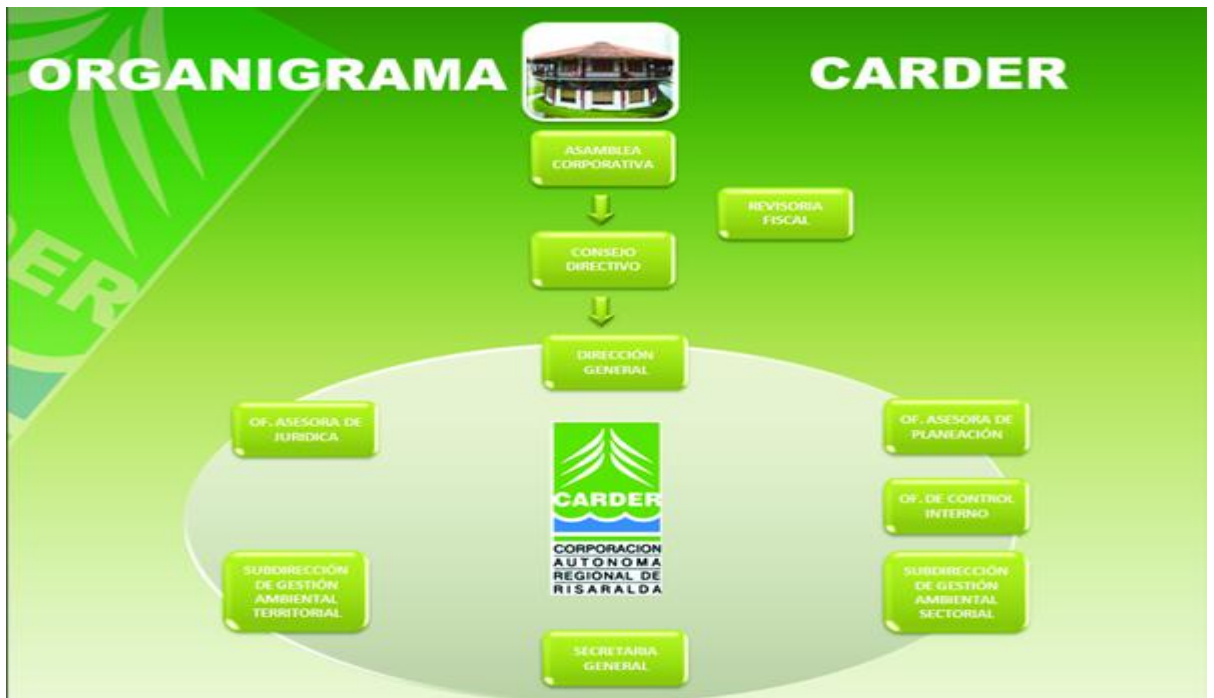 ORGANIGRAMA
CARDER
ASAMBLEA
CORPORATIVA
REVISORIA
FISCAL
CONSEJO
DIRECTIVO
DIRECCIÓN
GENERAL
OF. ASESORA DE
JURIDICA
OF. ASESORA DE
PLANEACIÓN
CARDER
CORPORACION
AUTONOMA
REGIONAL DE
RISARALDA
OF. DE CONTROL
INTERNO
SUBDIRECCIÓN
DE GESTIÓN
AMBIENTAL
TERRITORIAL
SUBDIRECCIÓN
DE GESTIÓN
AMBIENTAL
SECTORIAL
SECRETARIA
GENERAL
DER